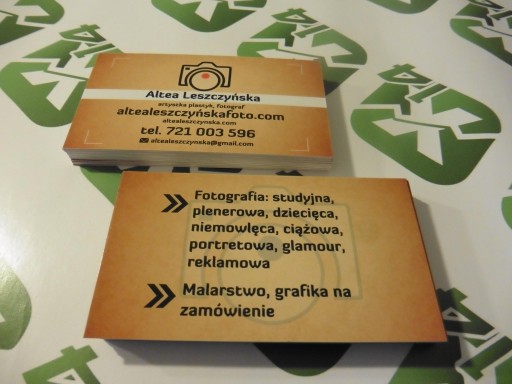 Altea Leszczyńska
artystka plastyk, fotograf
altealeszczyńskafoto.com
altealeszczynska.com
tel. 721 003 596
altealeszczynska@gmail.com
Fotografia: studyjna,
plenerowa, dziecięca,
niemowlęca, ciążowa,
portretowa, glamour,
reklamowa
Malarstwo, grafika na
zamówienie